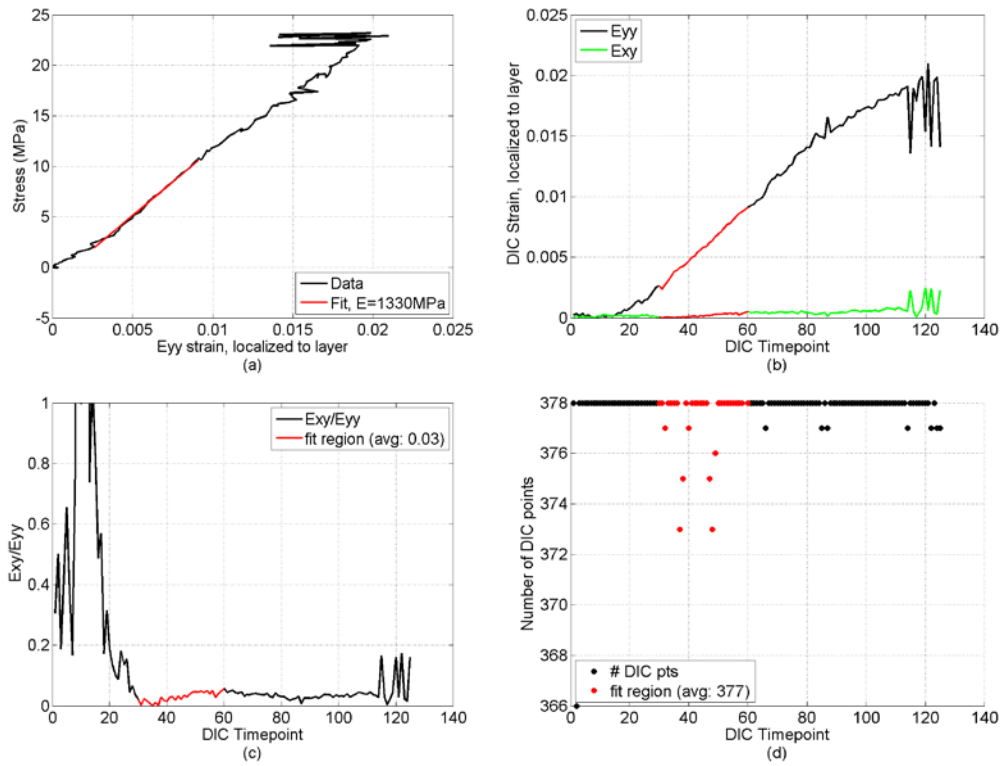 25
20
15
10
5
0
-5
Stress (MPa)
0
0.005
0.01
0.015
0.02
0.025
Data
Fit, E=1330MPa
Eyy strain, localized to layer
(a)
0.025
0.02
0.015
0.01
0.005
0
DIC Strain, localized to layer
Eyy
Exy
0
20
40
60
80
100
120
140
DIC Timepoint
(b)
1
0.8
0.6
0.4
0.2
0
Exy/Eyy
Exy/Eyy
fit region (avg: 0.03)
0
20
40
60
80
100
120
140
DIC Timepoint
(c)
378
376
374
372
370
368
366
Number of DIC points
# DIC pts
fit region (avg: 377)
0
20
40
60
80
100
120
140
DIC Timepoint
(d)